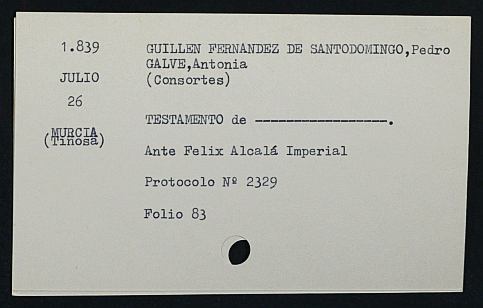 1.839
JULIO
26
MURCIA
(Tiñosa)
GUILLEN FERNANDEZ DE SANTODOMINGO,Pedro
GALVE,Antonia
(Consortes)
TESTAMENTO de -----------------.
Ante Felix Alcalá Imperial
Protocolo Nº 2329
Folio 83